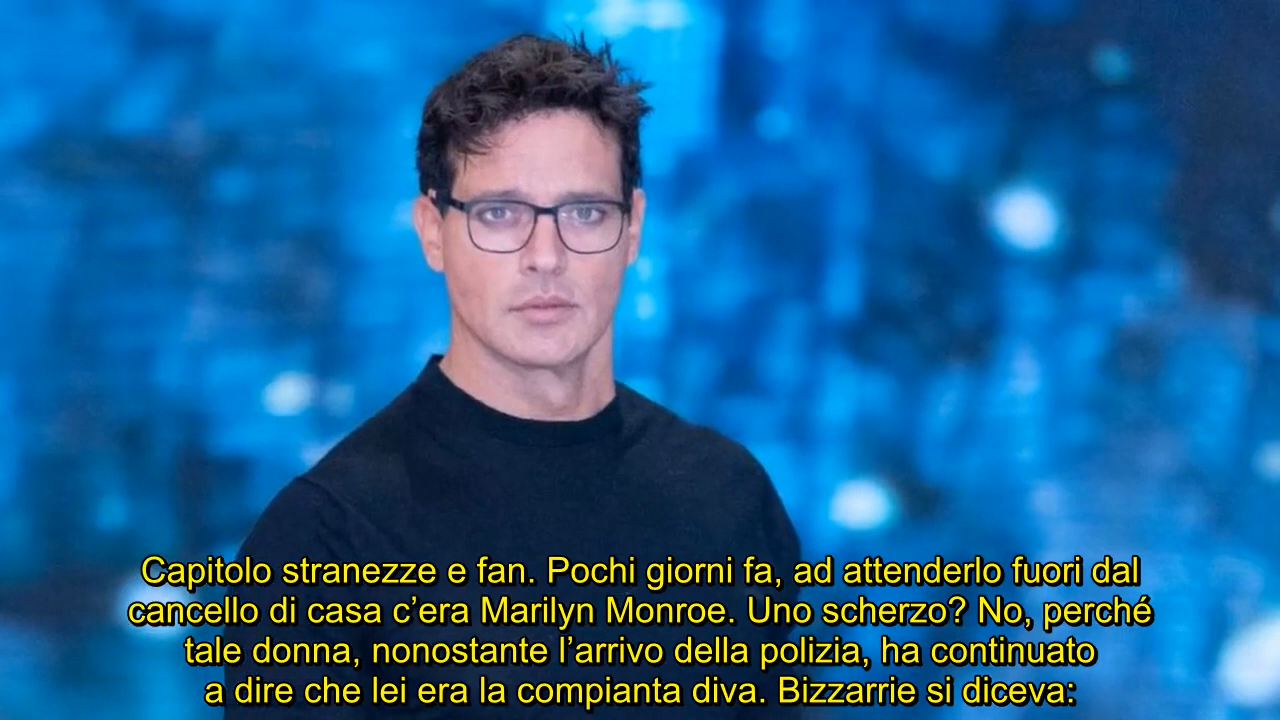 Capitolo stranezze e fan. Pochi giorni fa, ad attenderlo fuori dal
cancello di casa c’era Marilyn Monroe. Uno scherzo? No, perché
tale donna, nonostante l’arrivo della polizia, ha continuato
a dire che lei era la compianta diva. Bizzarrie si diceva: